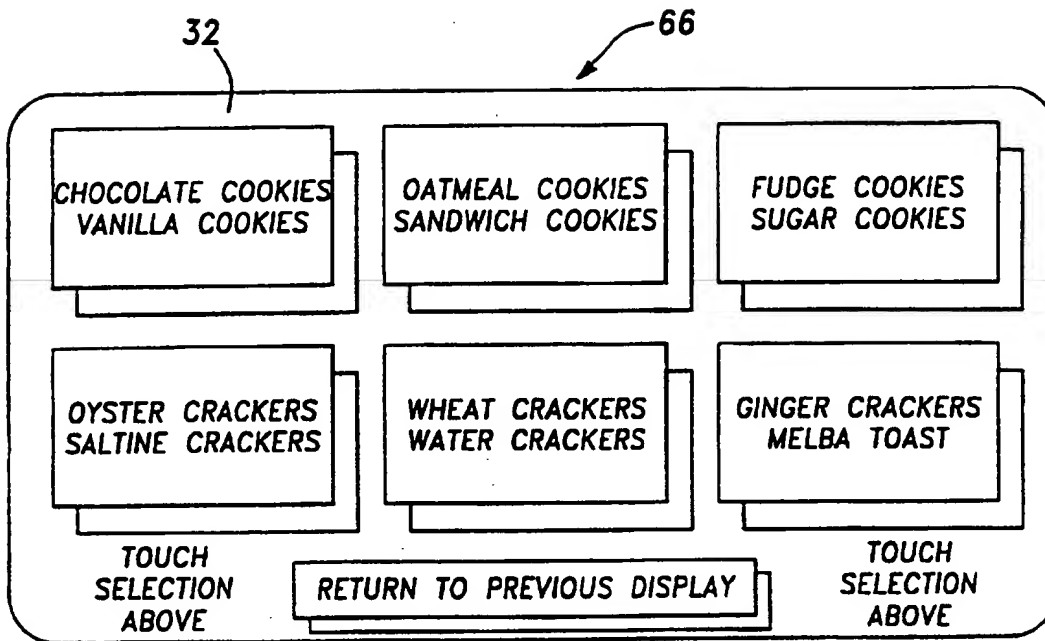 32
66
CHOCOLATE COOKIES
VANILLA COOKIES
OATMEAL COOKIES
SANDWICH COOKIES
FUDGE COOKIES
SUGAR COOKIES
OYSTER CRACKERS
SALTINE CRACKERS
WHEAT CRACKERS
WATER CRACKERS
GINGER CRACKERS
MELBA TOAST
TOUCH
SELECTION
ABOVE
RETURN TO PREVIOUS DISPLAY
TOUCH
SELECTION
ABOVE